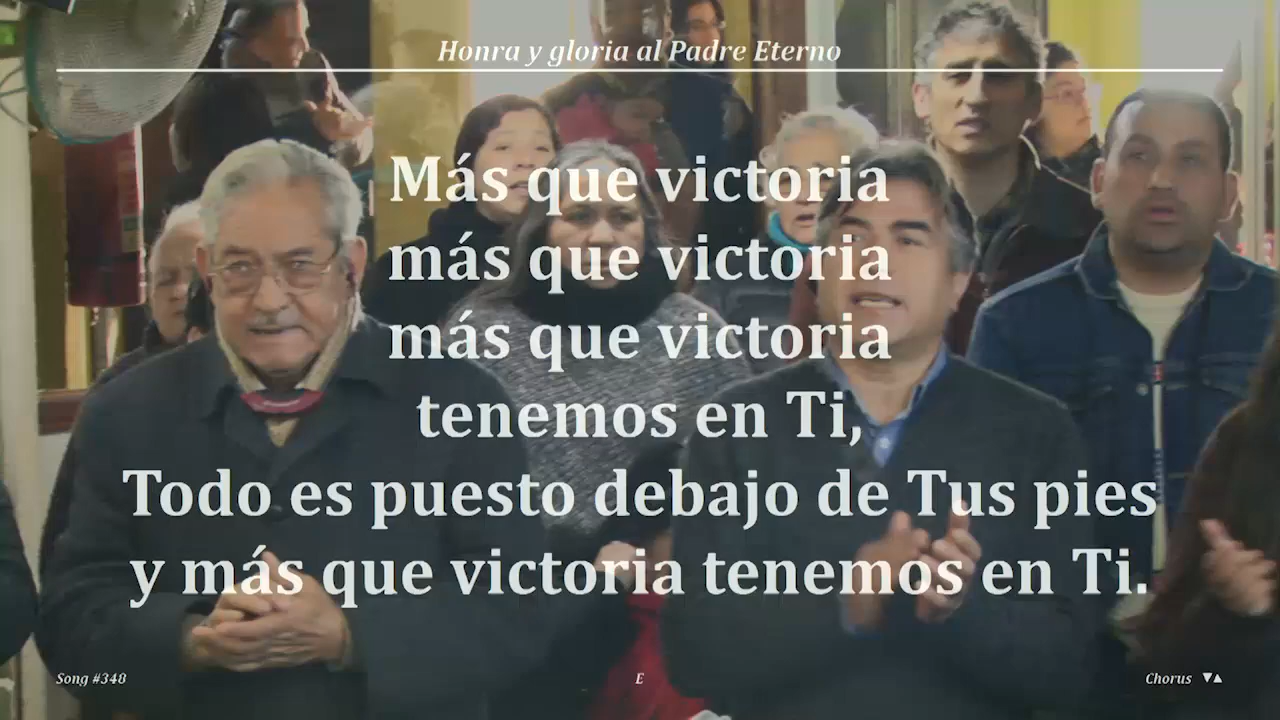 Honra y gloria al Padre Eterno
Más que victoria
más que victoria
más que victoria
tenemos en Ti,
Todo es puesto debajo de Tus pies
y más que victoria tenemos en Ti.
Song #348
E
Chorus ▼▲